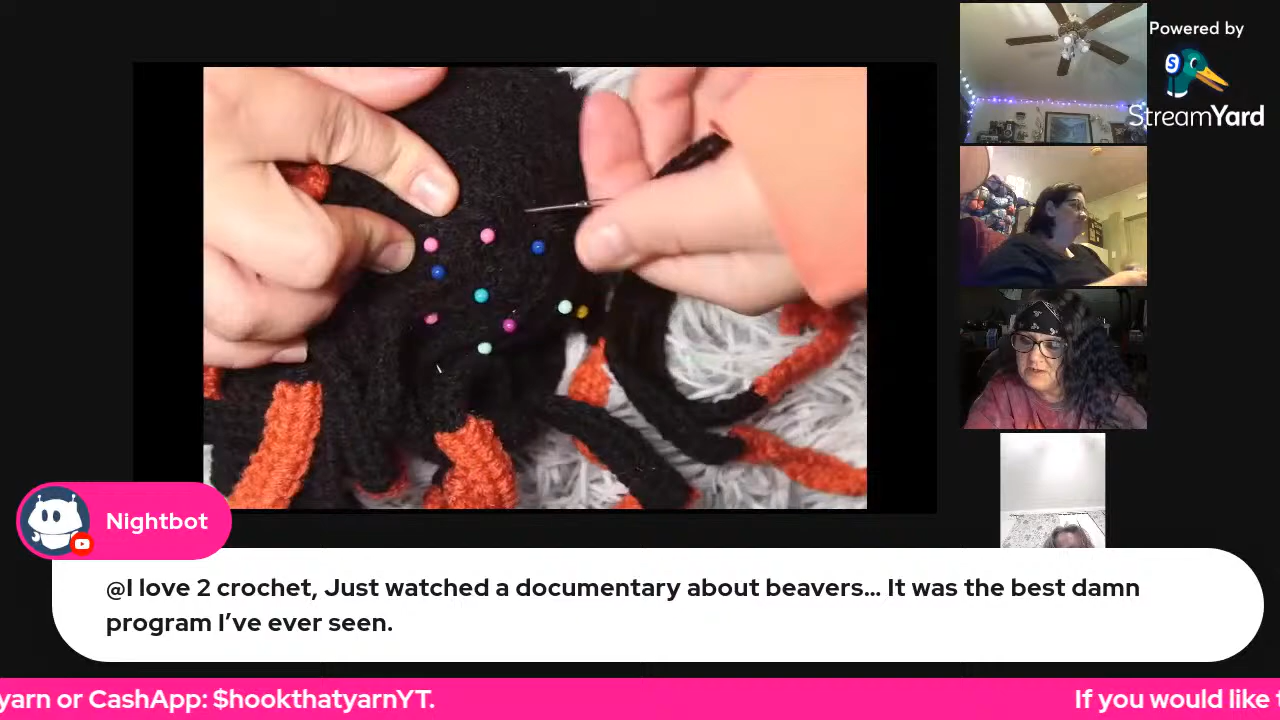 Powered by
StreamYard
Nightbot
@I love 2 crochet, Just watched a documentary about beavers... It was the best damn
program I've ever seen.
yarn or CashApp: $hookthatyarnYT.
If you would like